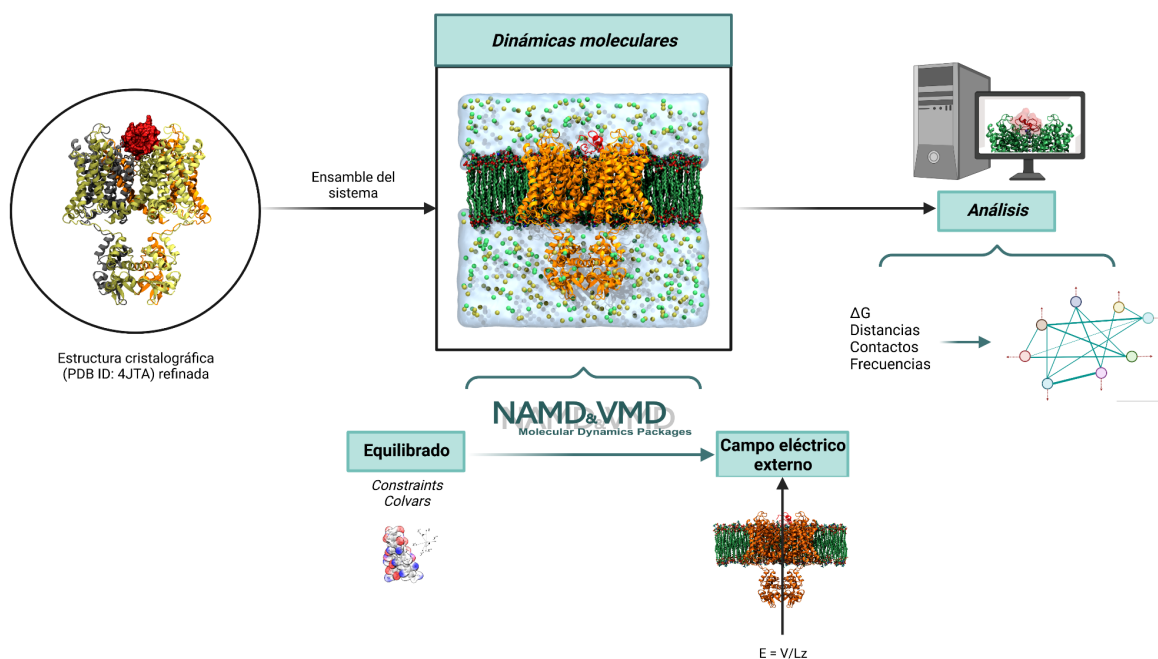 Dinámicas moleculares
Ensamble del
sistema
Análisis
Estructura cristalográfica
(PDB ID: 4JTA) refinada
ΔG
Distancias
Contactos
Frecuencias
NAMD&VMD
Molecular Dynamics Packages
Equilibrado
Constraints
Colvars
Campo eléctrico
externo
E = V/Lz